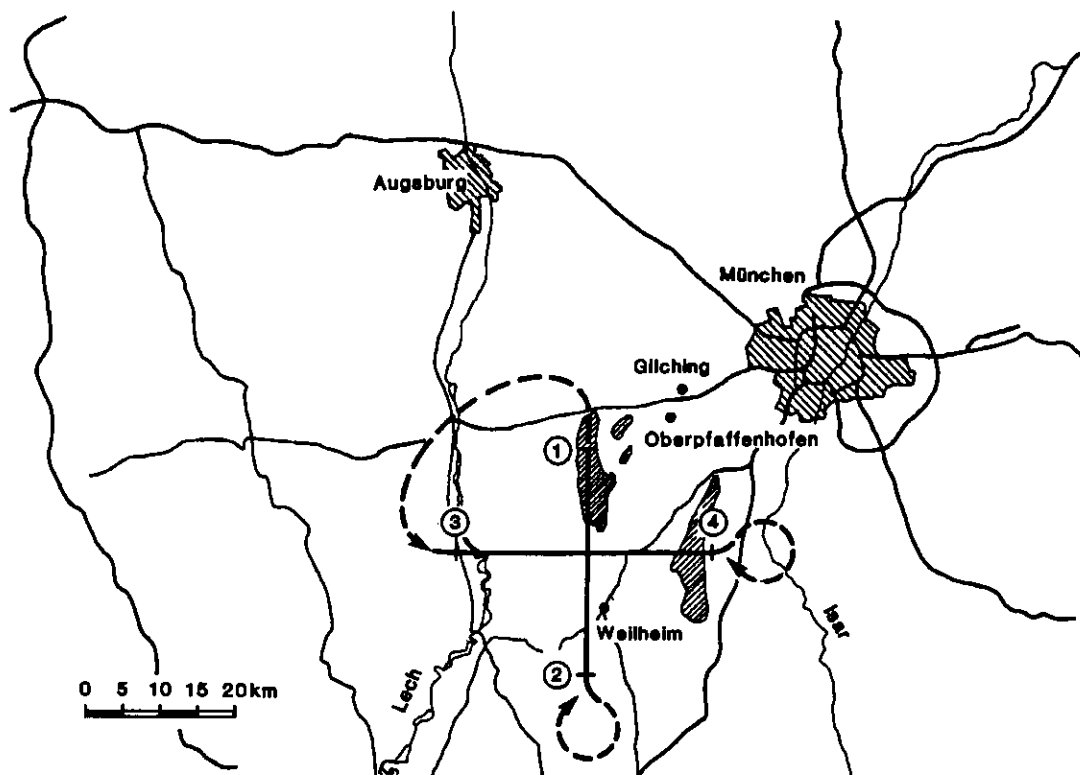 Augsburg
München
Gilching
Oberpfaffenhofen
1
3
4
Weilheim
Isar
2
Lech
0 5 10 15 20km